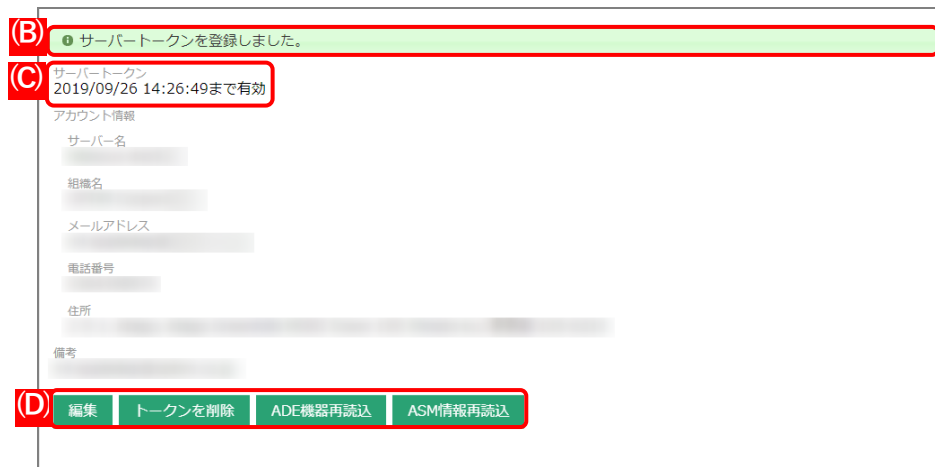 (B) サーバートークンを登録しました。
(C) サーバートークン
2019/09/26 14:26:49まで有効
アカウント情報
サーバー名
組織名
メールアドレス
電話番号
住所
備考
(D) 編集 トークンを削除 ADE機器再読込 ASM情報再読込